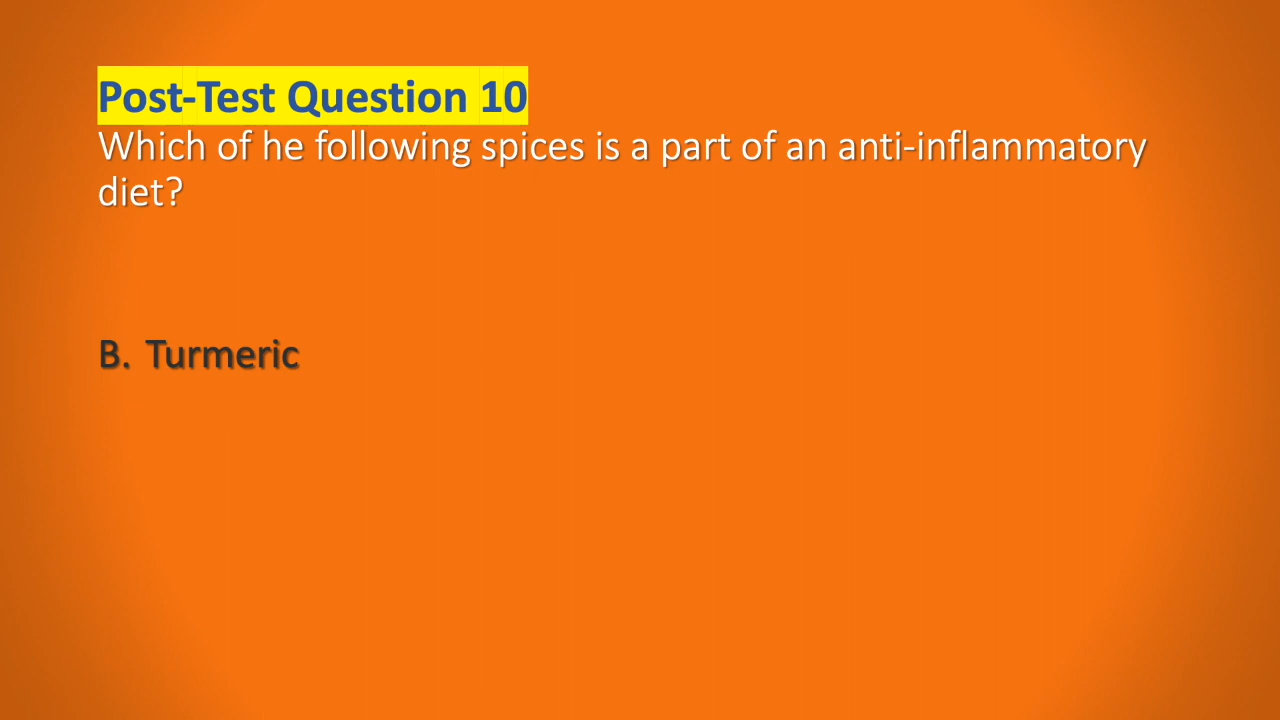 Post-Test Question 10
Which of he following spices is a part of an anti-inflammatory
diet?
B. Turmeric